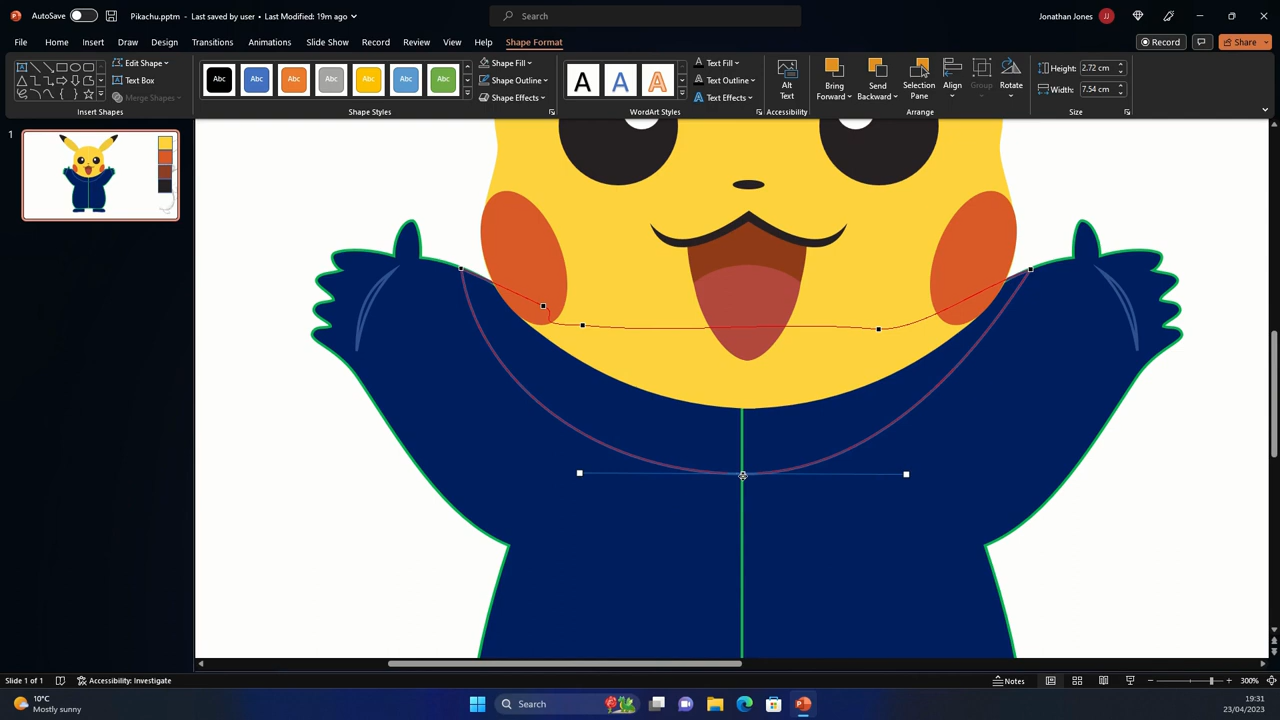 AutoSave Pikachu.pptm - Last saved by user • Last Modified: 19m ago Search Jonathan Jones JJ
File Home Insert Draw Design Transitions Animations Slide Show Record Review View Help Shape Format Record Share
Edit Shape
Text Box
Merge Shapes
Insert Shapes
Abc Abc Abc Abc Abc Abc Abc
Shape Styles
Shape Fill
Shape Outline
Shape Effects
A A A
WordArt Styles
Text Fill
Text Outline
Text Effects
Alt Text
Accessibility
Bring Forward
Send Backward
Selection Pane
Align
Group
Rotate
Arrange
Height: 2.72 cm
Width: 7.54 cm
Size
1
Slide 1 of 1 Accessibility: Investigate Notes 300%
10°C
Mostly sunny
Search
19:31
23/04/2023